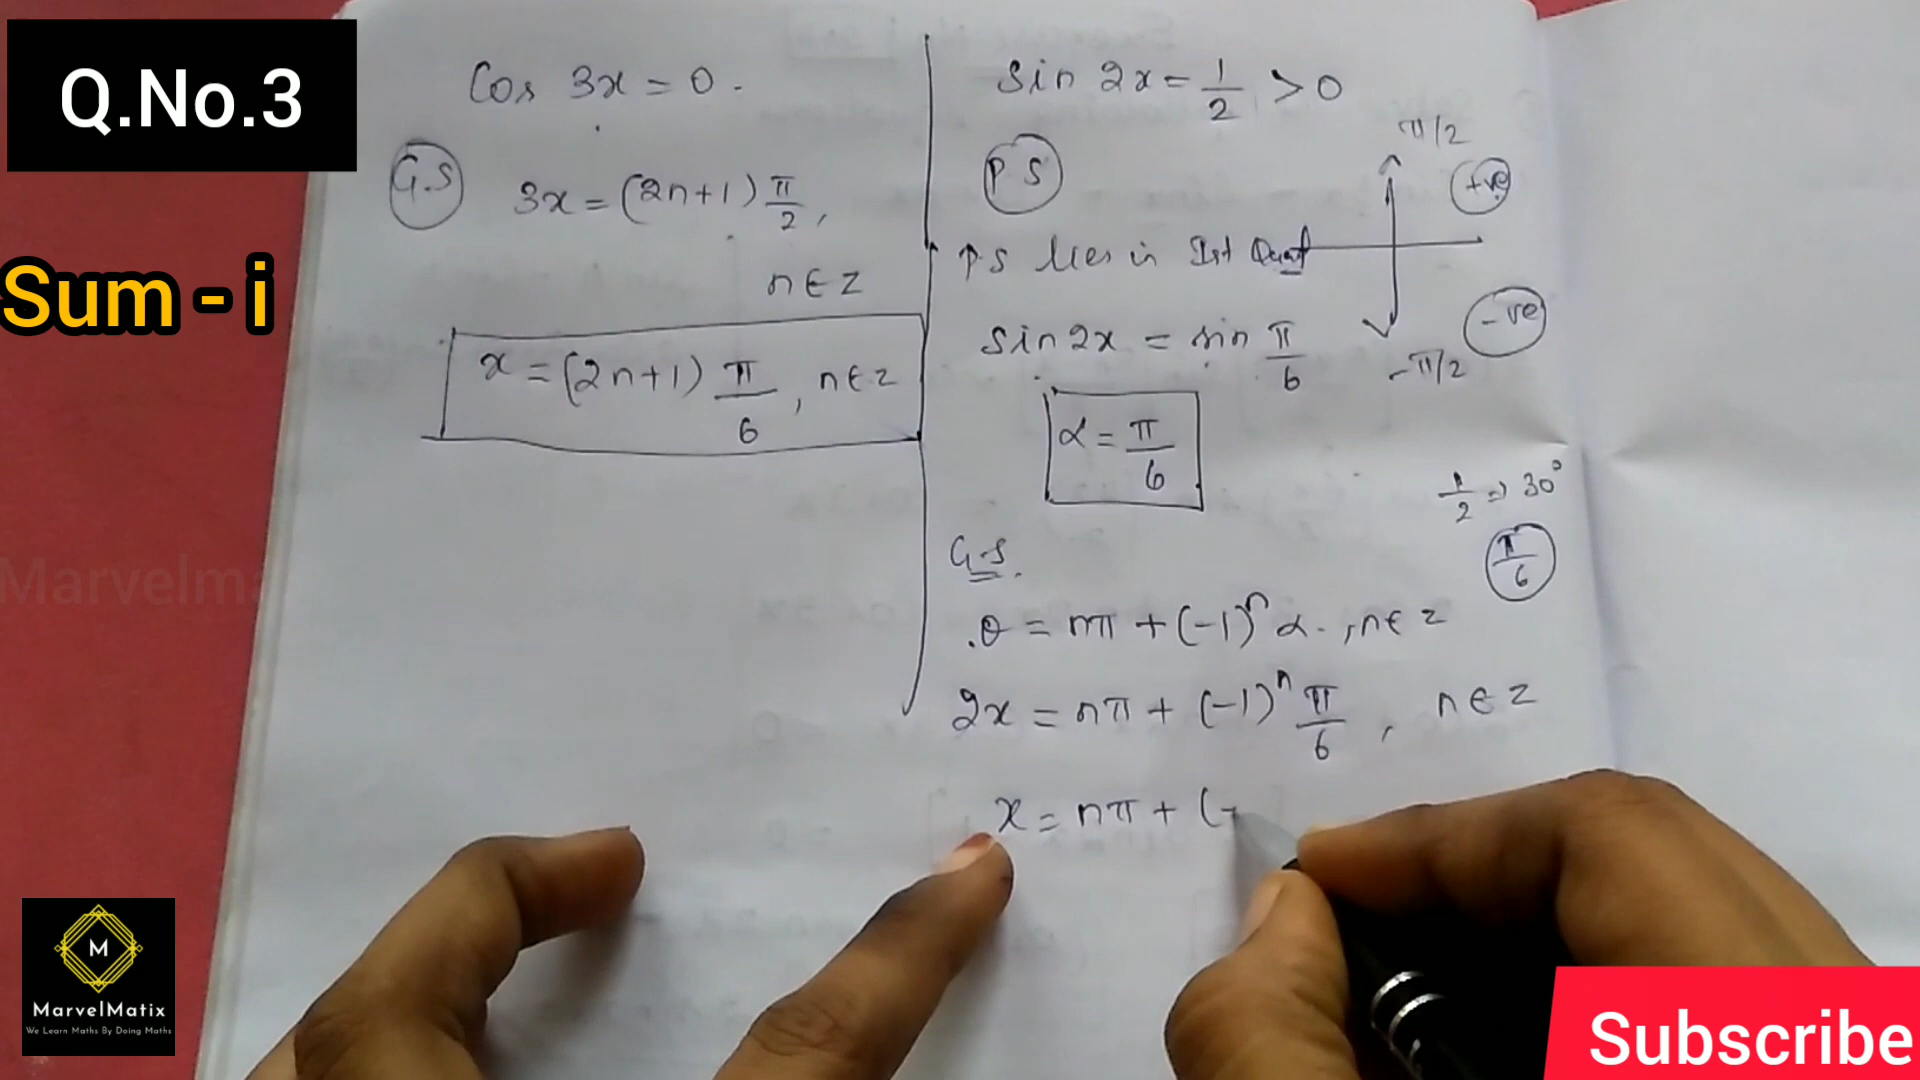 Q.No.3
Sum - i
Marvelma
Cos 3x = 0.
G.S 3x = (2n+1) π/2,
n ∈ Z
x = (2n+1) π/6, n ∈ Z
Sin 2x = 1/2 > 0
P S
π/2
+ve
P.S lies in Ist Quat
-ve
-π/2
Sin 2x = sin π/6
α = π/6
1/2 ⇒ 30°
π/6
G.S.
θ = nπ + (-1)ⁿ α., n ∈ Z
2x = nπ + (-1)ⁿ π/6, n ∈ Z
x = nπ + (-
M
MarvelMatix
We Learn Maths By Doing Maths
Subscribe